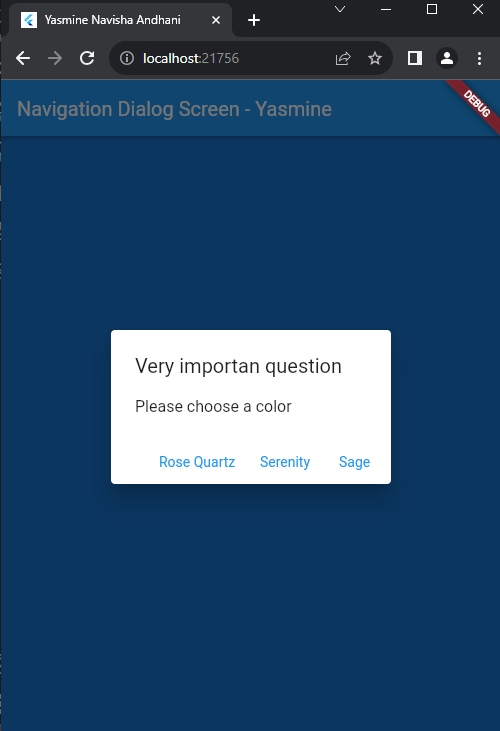 Yasmine Navisha Andhani
localhost:21756
Navigation Dialog Screen - Yasmine
DEBUG
Very importan question
Please choose a color
Rose Quartz Serenity Sage